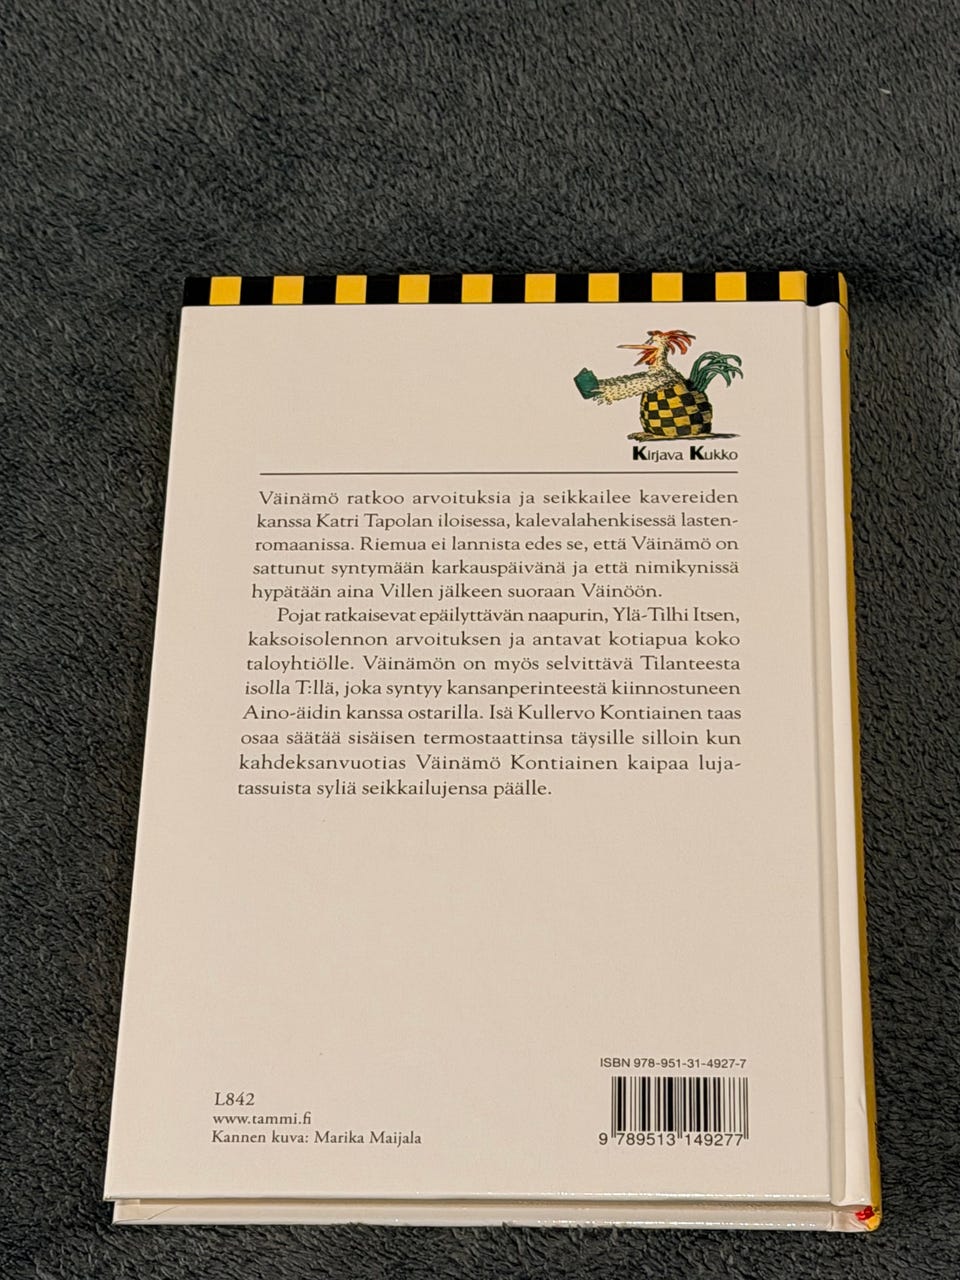 Kirjava Kukko
Väinämö ratkoo arvoituksia ja seikkailee kavereiden
kanssa Katri Tapolan iloisessa, kalevalahenkisessä lasten-
romaanissa. Riemua ei lannista edes se, että Väinämö on
sattunut syntymään karkauspäivänä ja että nimikynissä
hypätään aina Villen jälkeen suoraan Väinöön.
Pojat ratkaisevat epäilyttävän naapurin, Ylä-Tilhi Itsen,
kaksoisolennon arvoituksen ja antavat kotiapua koko
taloyhtiölle. Väinämön on myös selvittävä Tilanteesta
isolla T:llä, joka syntyy kansanperinteestä kiinnostuneen
Aino-äidin kanssa ostarilla. Isä Kullervo Kontiainen taas
osaa säätää sisäisen termostaattinsa täysille silloin kun
kahdeksanvuotias Väinämö Kontiainen kaipaa luja-
tassuista syliä seikkailujensa päälle.
ISBN 978-951-31-4927-7
9 789513 149277
L842
www.tammi.fi
Kannen kuva: Marika Maijala